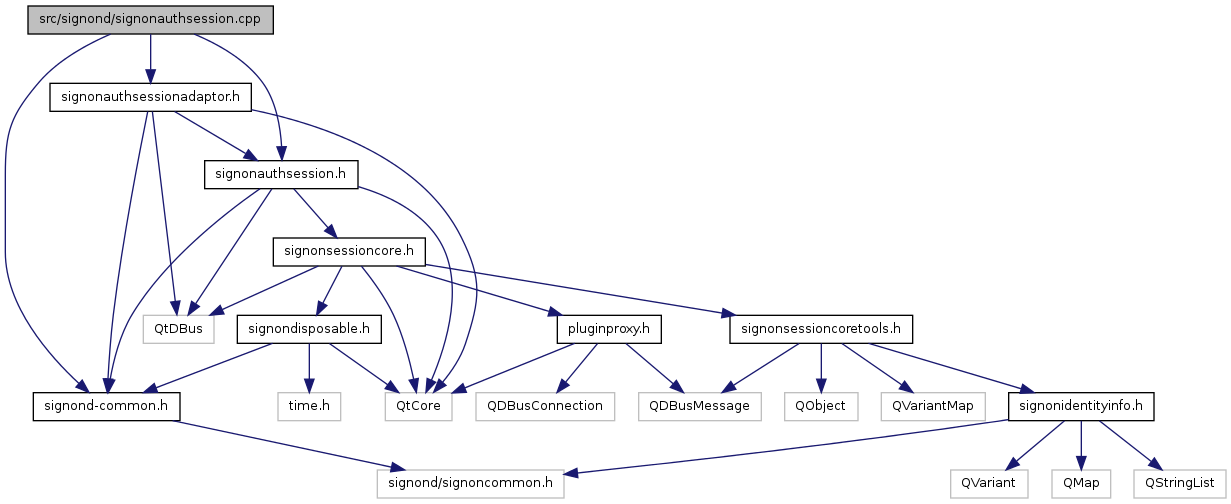 src/signond/signonauthsession.cpp
signonauthsessionadaptor.h
signonauthsession.h
signonsessioncore.h
QtDBus
signondisposable.h
pluginproxy.h
signonsessioncoretools.h
signond-common.h
time.h
QtCore
QDBusConnection
QDBusMessage
QObject
QVariantMap
signonidentityinfo.h
signond/signoncommon.h
QVariant
QMap
QStringList